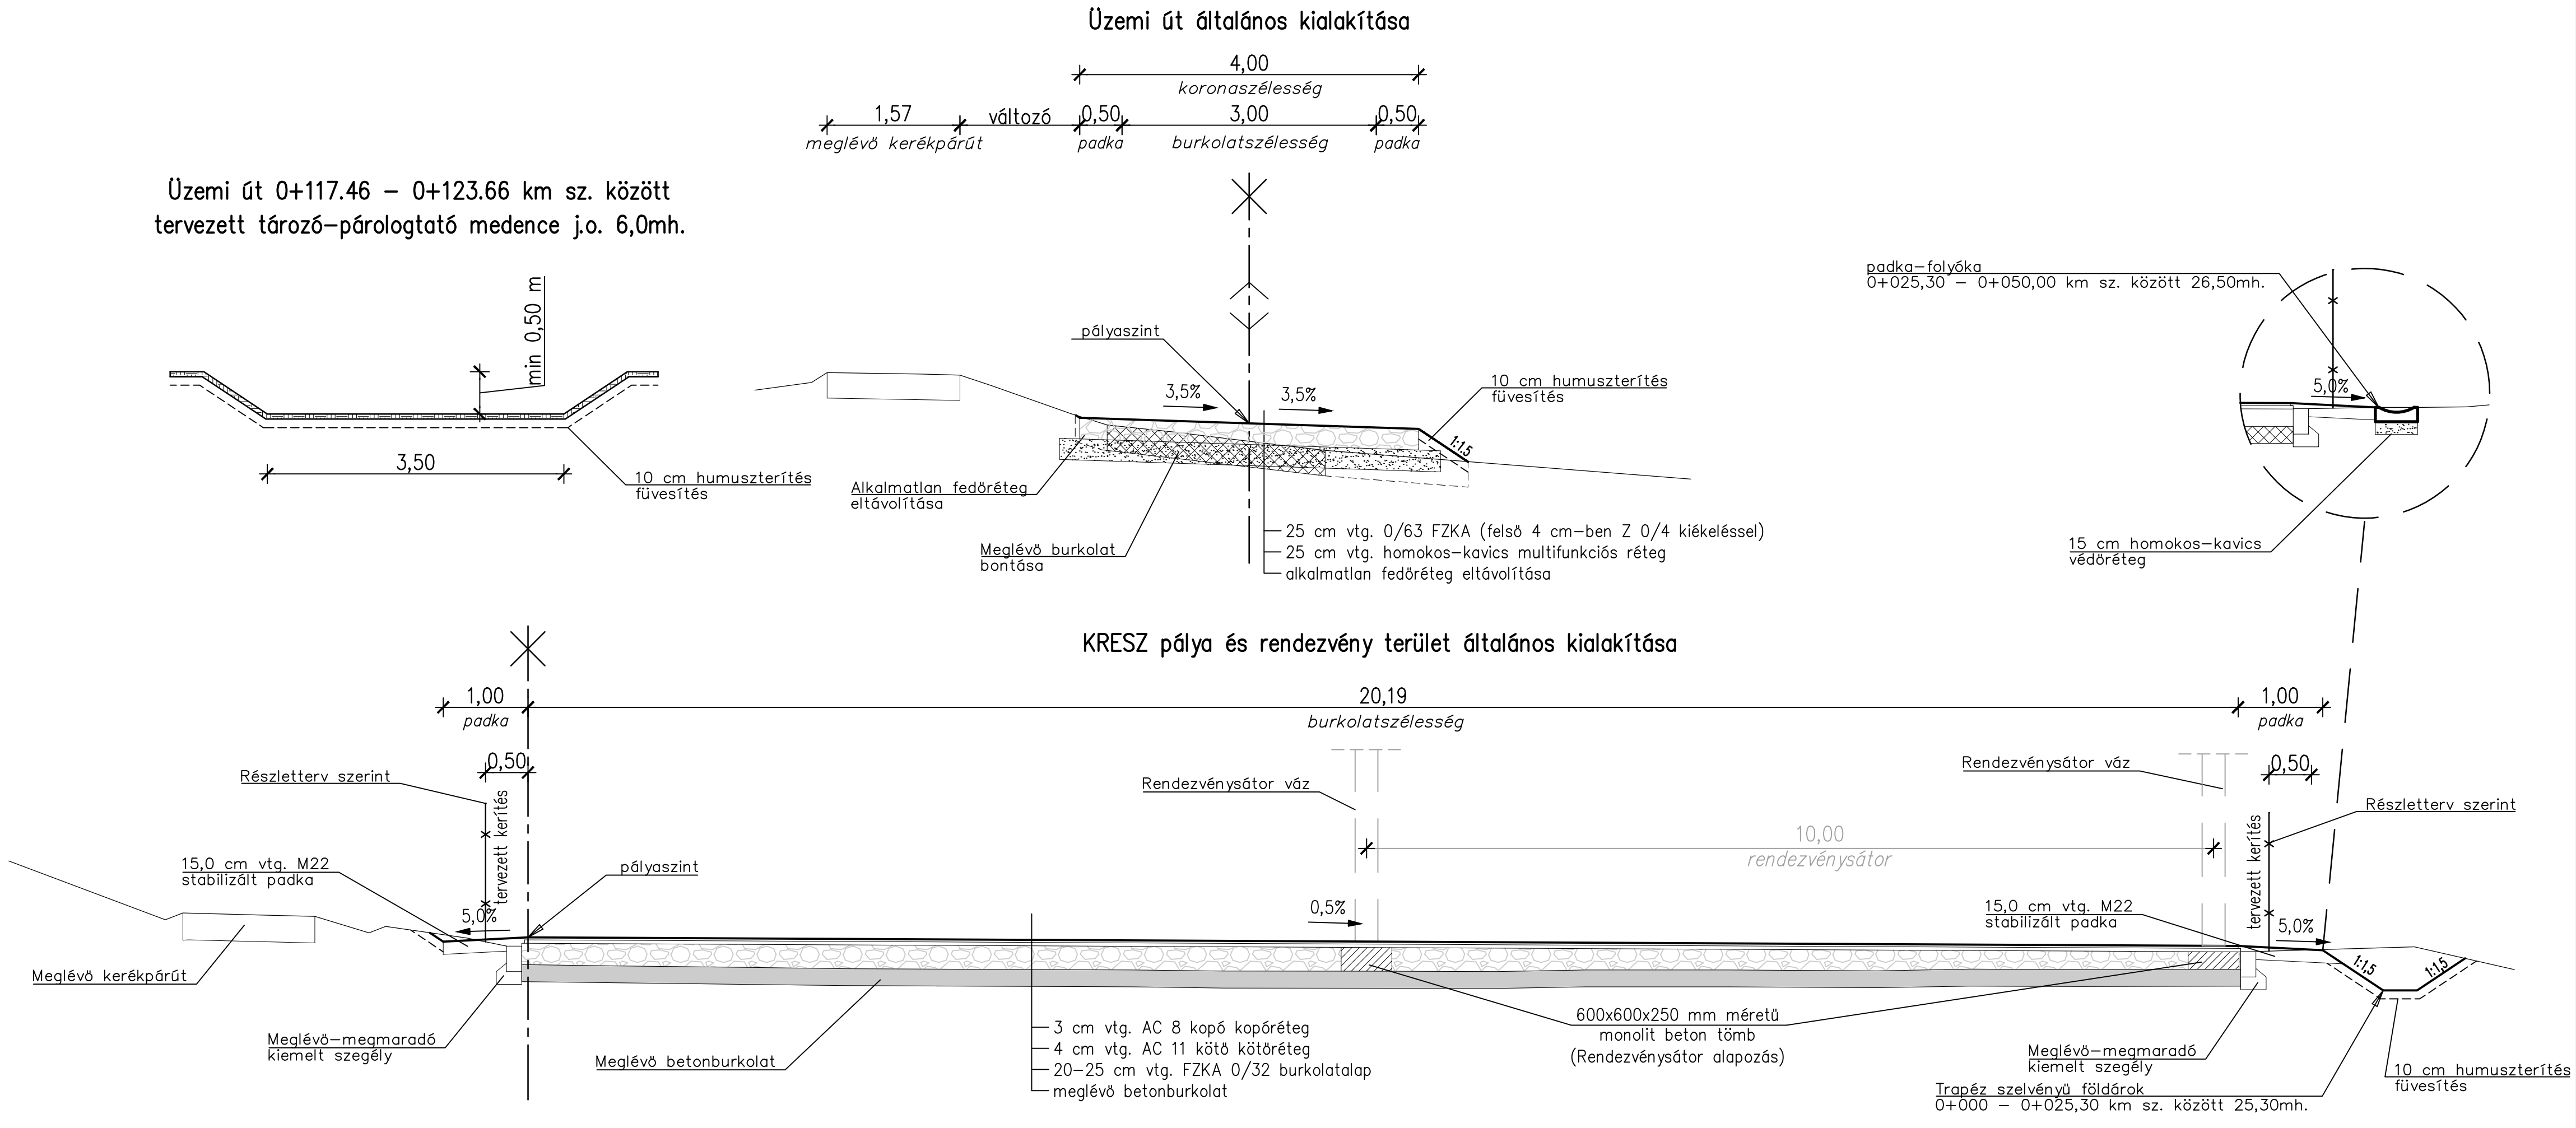 Üzemi út általános kialakítása
4,00
koronaszélesség
1,57
változó
0,50
3,00
0,50
meglévő kerékpárút
padka
burkolatszélesség
padka
Üzemi út 0+117.46 – 0+123.66 km sz. között
tervezett tározó–párologtató medence j.o. 6,0mh.
min 0,50 m
3,50
10 cm humuszterítés
füvesítés
pályaszint
3,5%
3,5%
10 cm humuszterítés
füvesítés
1:1.5
Alkalmatlan fedőréteg
eltávolítása
Meglévő burkolat
bontása
25 cm vtg. 0/63 FZKA (felső 4 cm–ben Z 0/4 kiékeléssel)
25 cm vtg. homokos–kavics multifunkciós réteg
alkalmatlan fedőréteg eltávolítása
padka–folyóka
0+025,30 – 0+050,00 km sz. között 26,50mh.
5,0%
15 cm homokos–kavics
védőréteg
KRESZ pálya és rendezvény terület általános kialakítása
1,00
20,19
1,00
padka
burkolatszélesség
padka
0,50
0,50
Részletterv szerint
tervezett kerítés
Rendezvénysátor váz
Rendezvénysátor váz
Részletterv szerint
tervezett kerítés
10,00
rendezvénysátor
15,0 cm vtg. M22
stabilizált padka
pályaszint
5,0%
0,5%
15,0 cm vtg. M22
stabilizált padka
5,0%
1:1,5
1:1,5
Meglévő kerékpárút
Meglévő–megmaradó
kiemelt szegély
Meglévő betonburkolat
3 cm vtg. AC 8 kopó kopóréteg
4 cm vtg. AC 11 kötő kötőréteg
20–25 cm vtg. FZKA 0/32 burkolatalap
meglévő betonburkolat
600x600x250 mm méretű
monolit beton tömb
(Rendezvénysátor alapozás)
Meglévő–megmaradó
kiemelt szegély
10 cm humuszterítés
füvesítés
Trapéz szelvényű földárok
0+000 – 0+025,30 km sz. között 25,30mh.